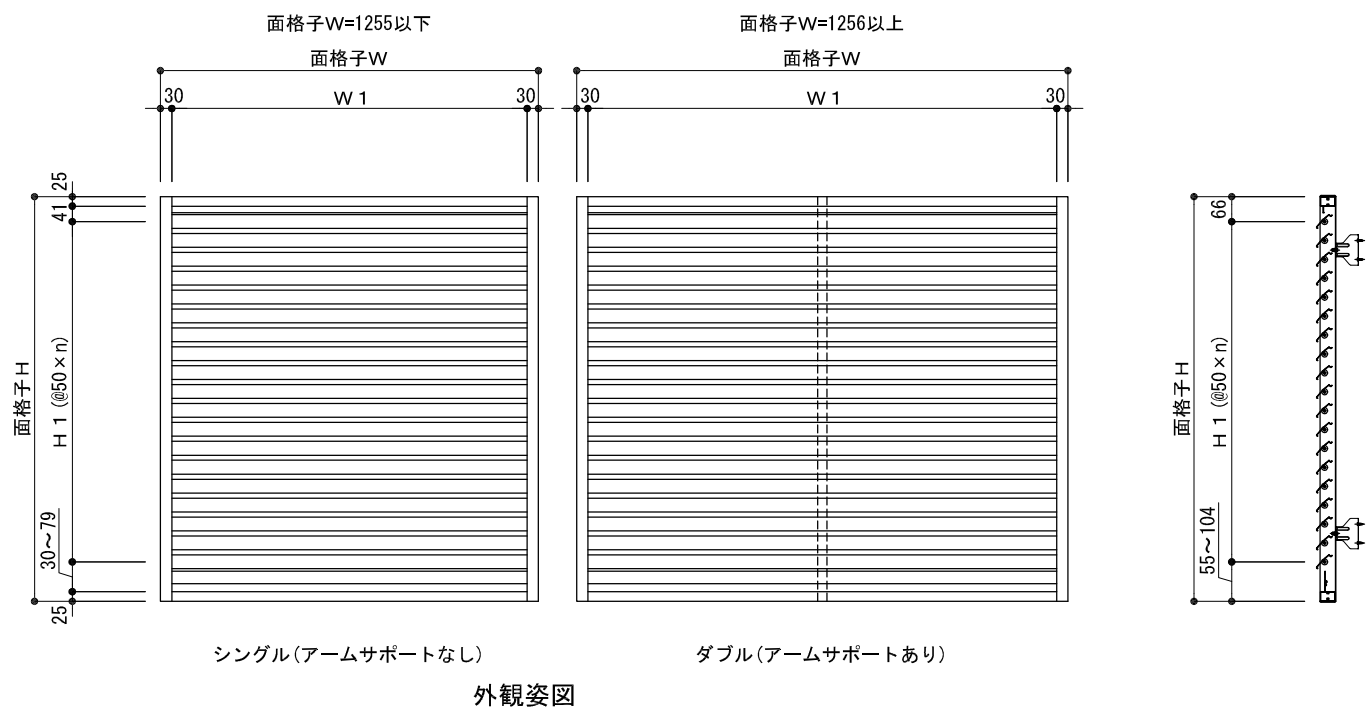 面格子W=1255以下
面格子W=1256以上
面格子W
面格子W
30
W1
30
30
W1
30
25
41
面格子H
H1(@50×n)
30~79
25
66
面格子H
H1(@50×n)
55~104
シングル(アームサポートなし)
ダブル(アームサポートあり)
外観姿図